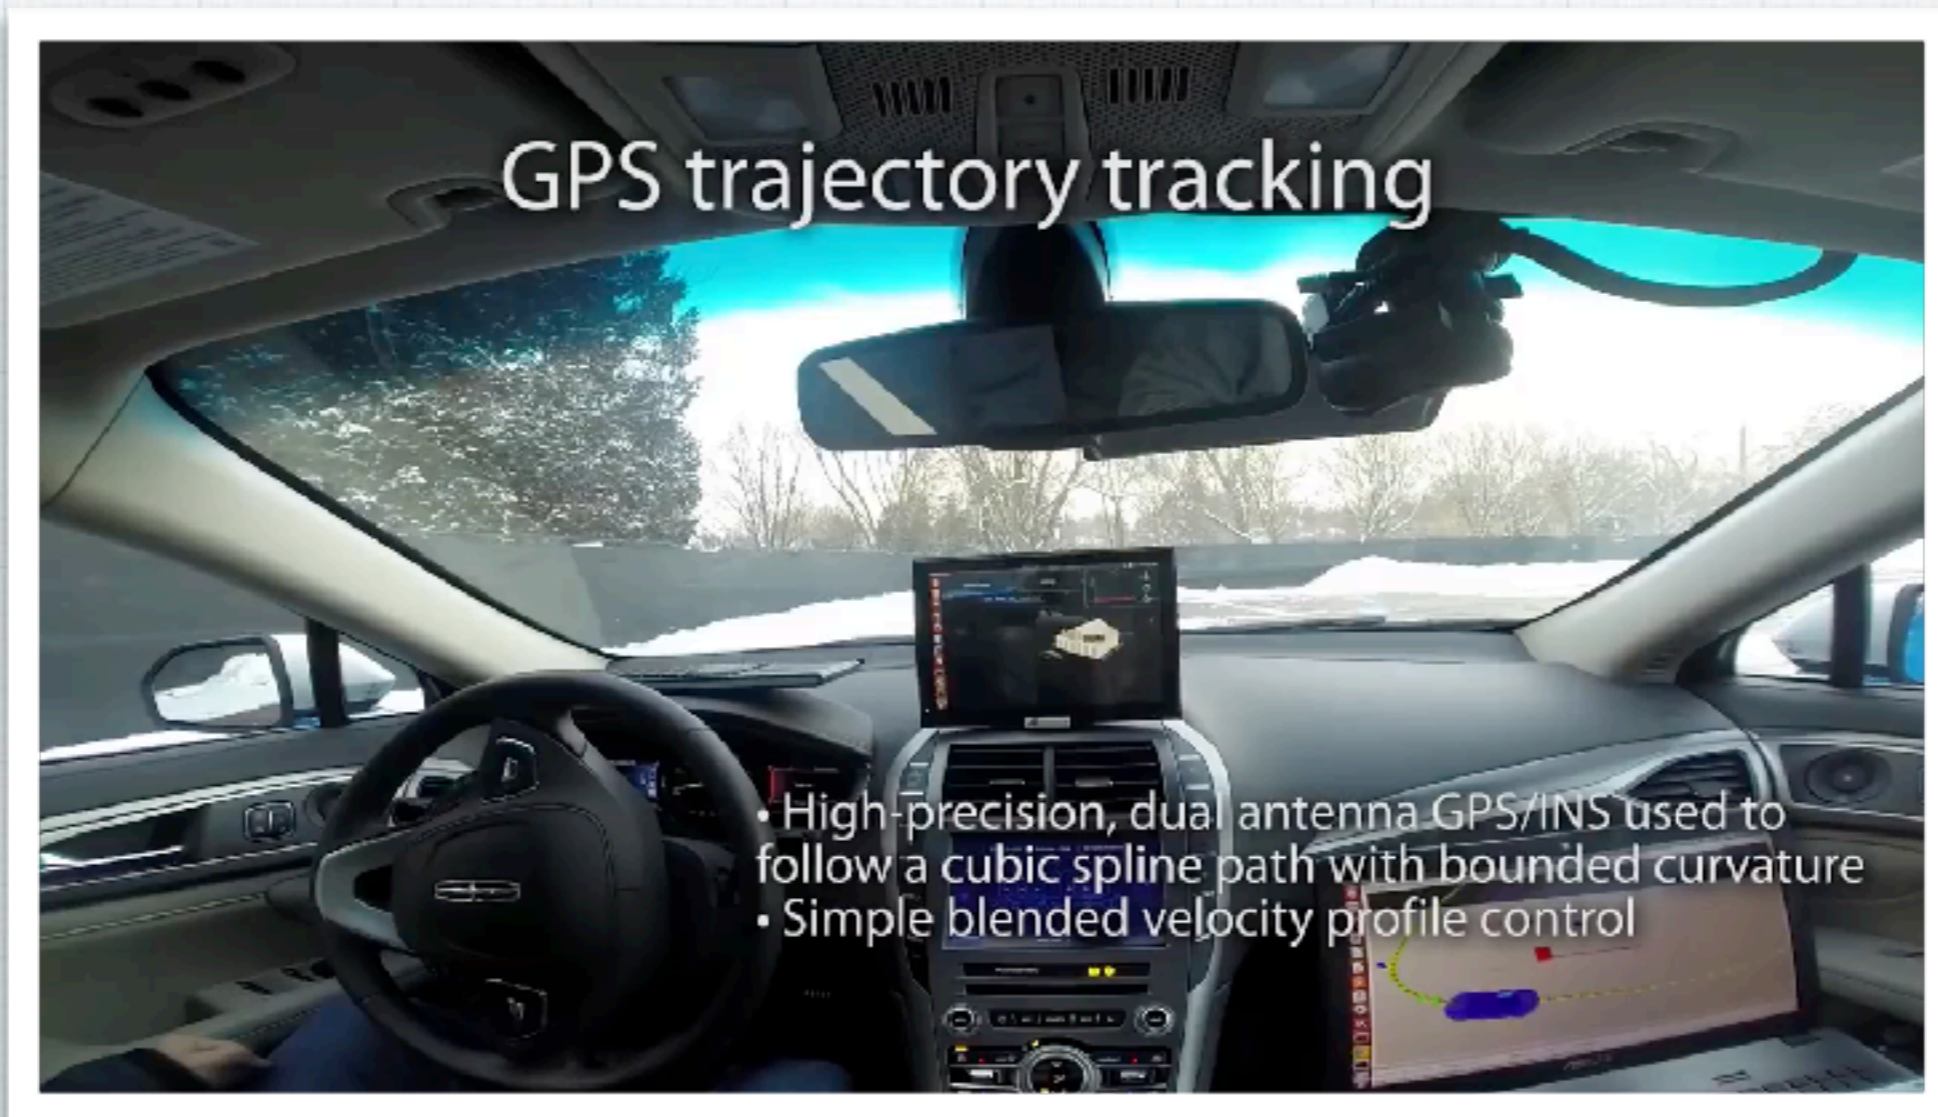 GPS trajectory tracking
• High-precision, dual antenna GPS/INS used to
follow a cubic spline path with bounded curvature
• Simple blended velocity profile control